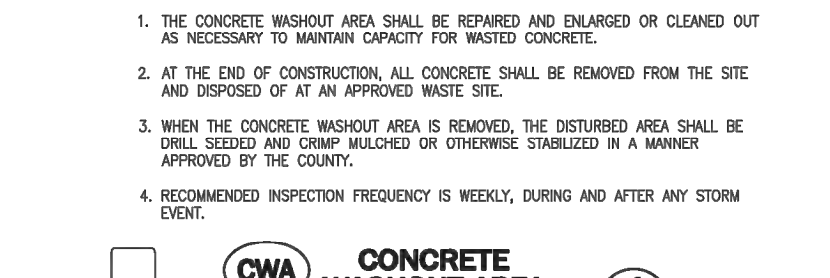 1. THE CONCRETE WASHOUT AREA SHALL BE REPAIRED AND ENLARGED OR CLEANED OUT
AS NECESSARY TO MAINTAIN CAPACITY FOR WASTED CONCRETE.
2. AT THE END OF CONSTRUCTION, ALL CONCRETE SHALL BE REMOVED FROM THE SITE
AND DISPOSED OF AT AN APPROVED WASTE SITE.
3. WHEN THE CONCRETE WASHOUT AREA IS REMOVED, THE DISTURBED AREA SHALL BE
DRILL SEEDED AND CRIMP MULCHED OR OTHERWISE STABILIZED IN A MANNER
APPROVED BY THE COUNTY.
4. RECOMMENDED INSPECTION FREQUENCY IS WEEKLY, DURING AND AFTER ANY STORM
EVENT.
CWA
CONCRETE
WASHOUT AREA